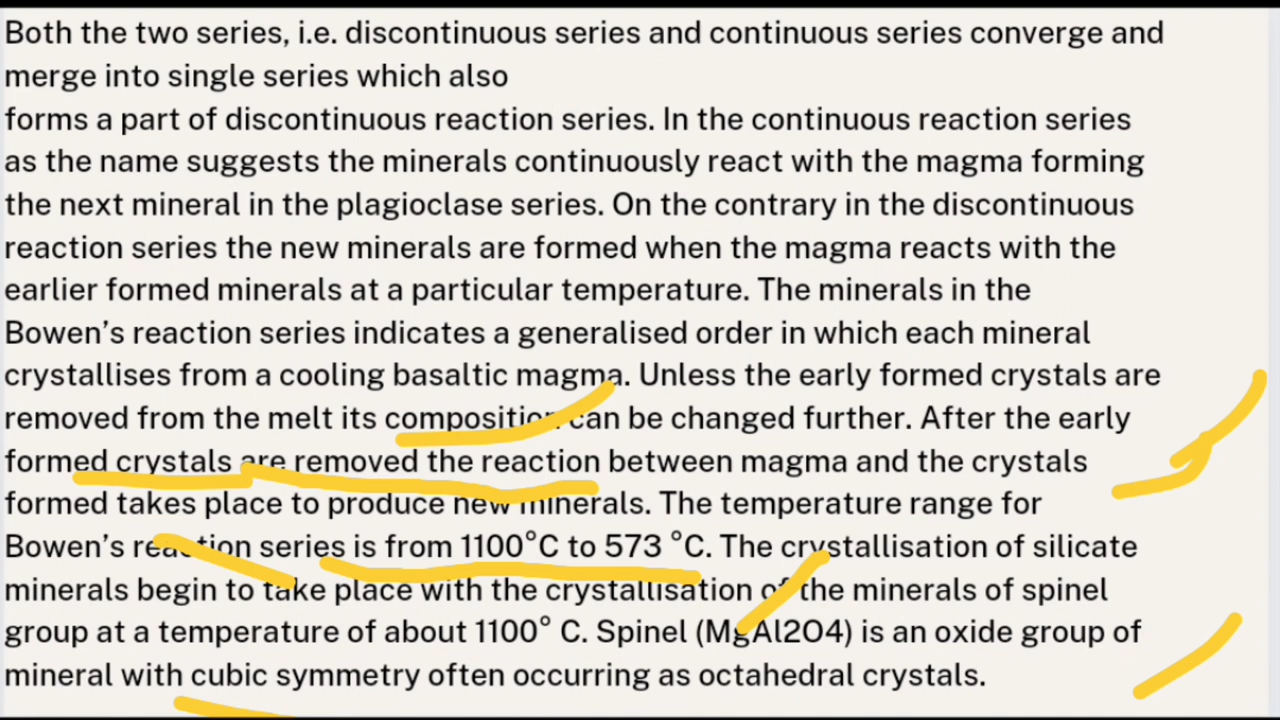 Both the two series, i.e. discontinuous series and continuous series converge and
merge into single series which also
forms a part of discontinuous reaction series. In the continuous reaction series
as the name suggests the minerals continuously react with the magma forming
the next mineral in the plagioclase series. On the contrary in the discontinuous
reaction series the new minerals are formed when the magma reacts with the
earlier formed minerals at a particular temperature. The minerals in the
Bowen’s reaction series indicates a generalised order in which each mineral
crystallises from a cooling basaltic magma. Unless the early formed crystals are
removed from the melt its composition can be changed further. After the early
formed crystals are removed the reaction between magma and the crystals
formed takes place to produce new minerals. The temperature range for
Bowen’s reaction series is from 1100°C to 573 °C. The crystallisation of silicate
minerals begin to take place with the crystallisation of the minerals of spinel
group at a temperature of about 1100° C. Spinel (MgAl2O4) is an oxide group of
mineral with cubic symmetry often occurring as octahedral crystals.